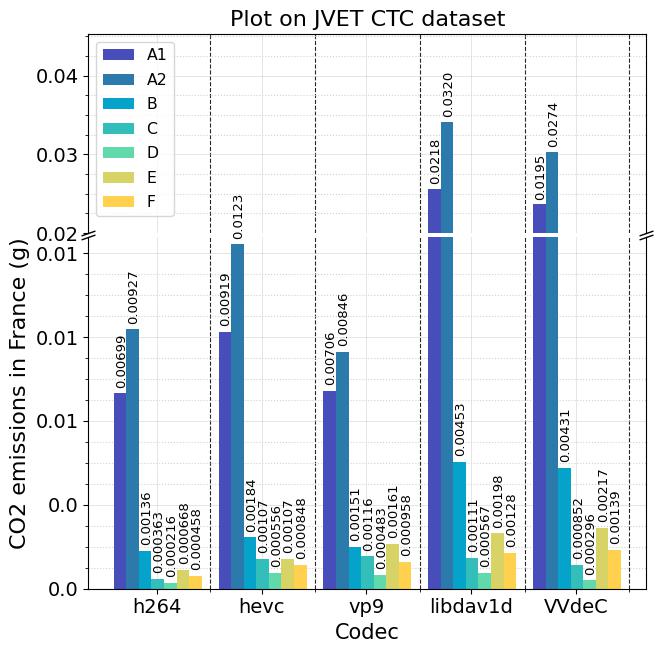 Plot on JVET CTC dataset
A1
A2
B
C
D
E
F
0.04
0.03
0.02
0.01
0.01
0.01
0.0
0.0
CO2 emissions in France (g)
0.00699
0.00927
0.00136
0.000363
0.000216
0.000668
0.000458
0.00919
0.0123
0.00184
0.00107
0.000556
0.00107
0.000848
0.00706
0.00846
0.00151
0.00116
0.000483
0.00161
0.000958
0.0218
0.0320
0.00453
0.00111
0.000567
0.00198
0.00128
0.0195
0.0274
0.00431
0.000852
0.000296
0.00217
0.00139
h264
hevc
vp9
libdav1d
VVdeC
Codec